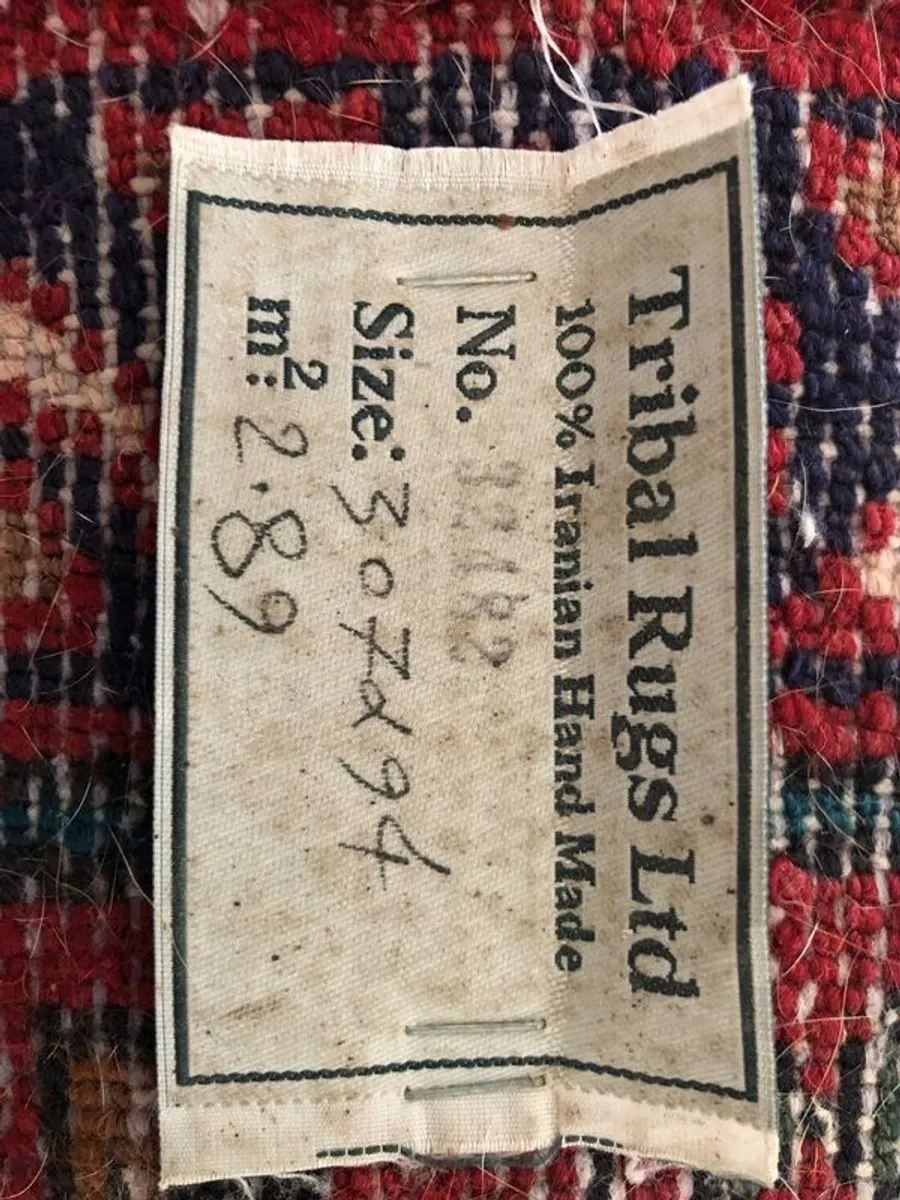 Tribal Rugs Ltd
100% Iranian Hand Made
No.
Size: 307x94
m²: 2.89